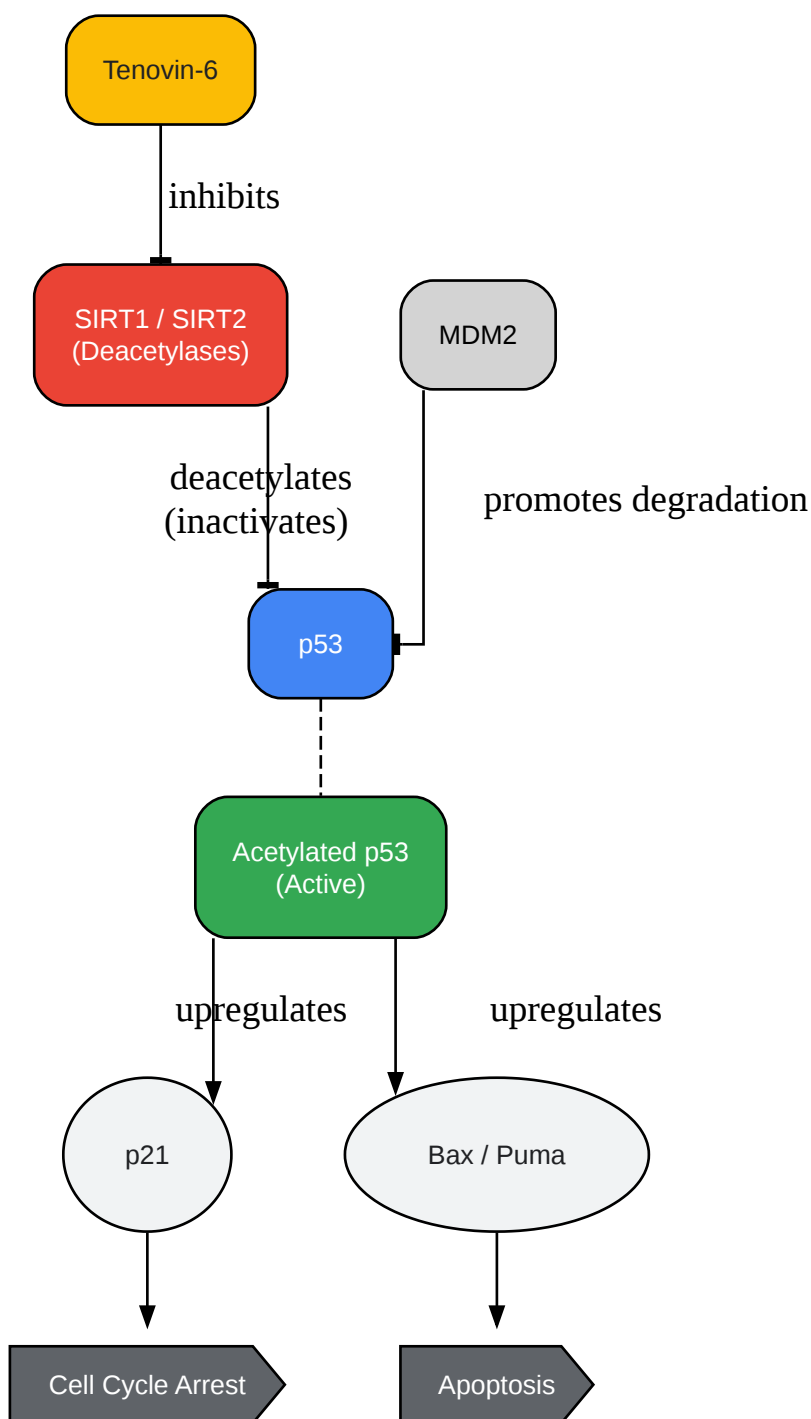 Tenovin-6
inhibits
SIRT1 / SIRT2
(Deacetylases)
MDM2
deacetylates
(inactivates)
promotes degradation
p53
Acetylated p53
(Active)
upregulates
upregulates
p21
Bax / Puma
Cell Cycle Arrest
Apoptosis